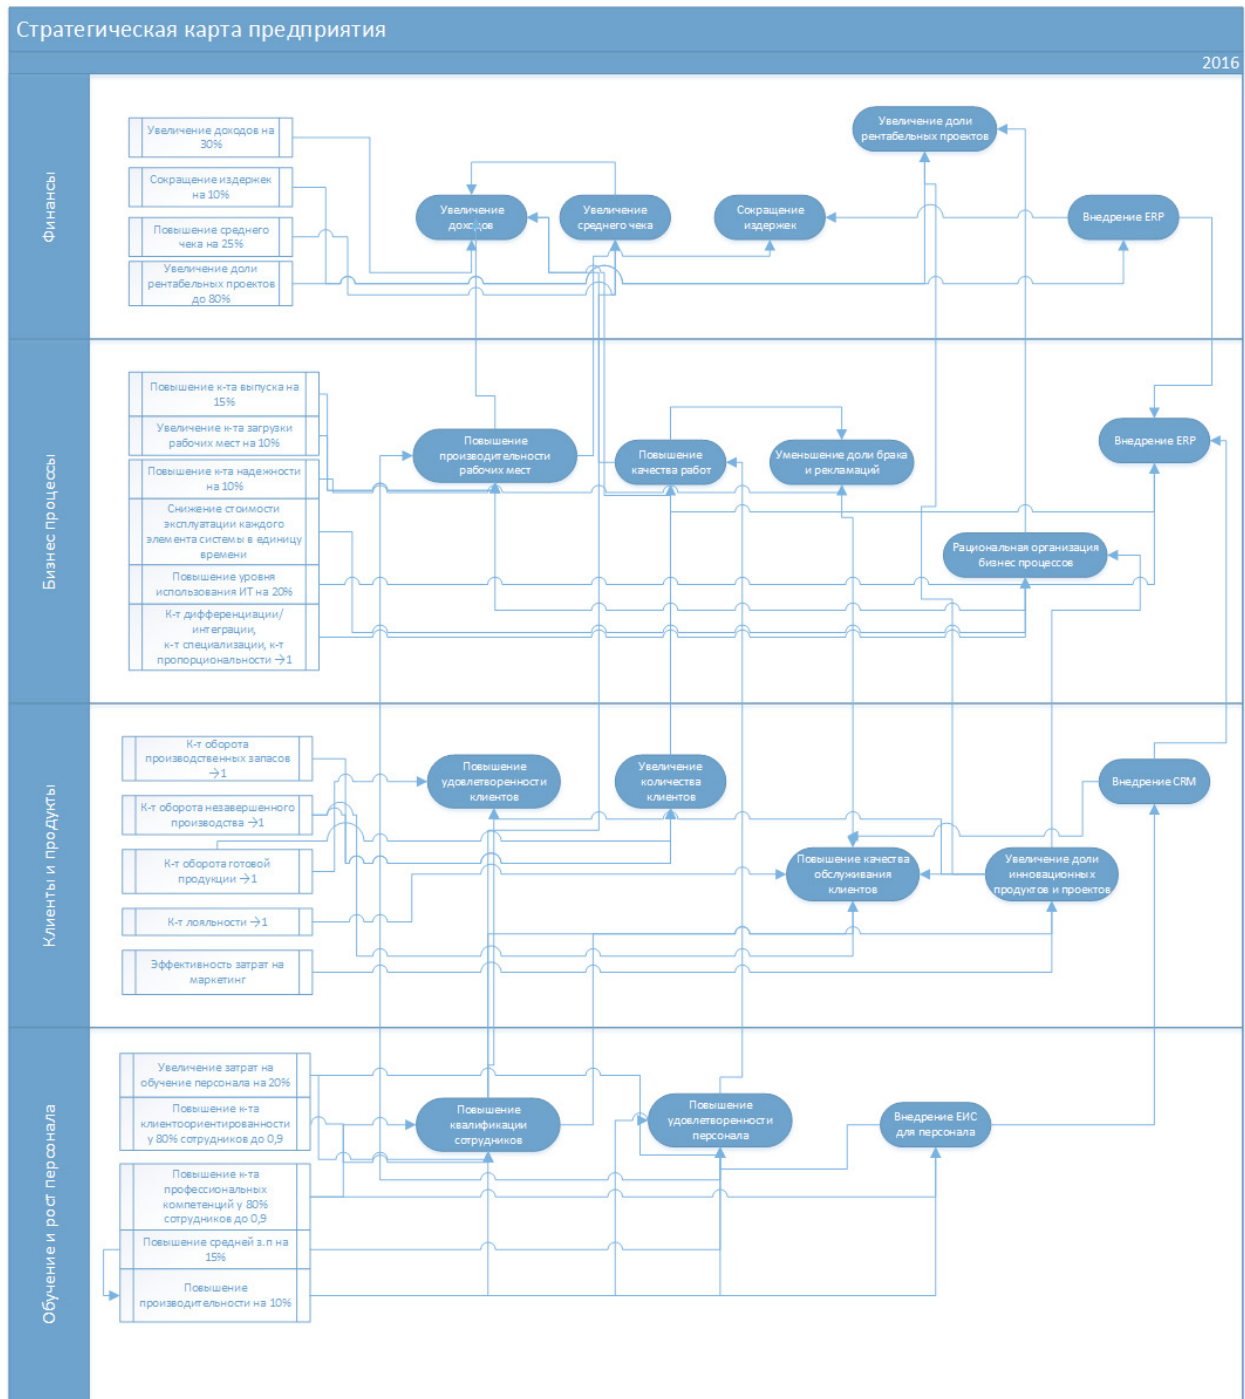 Стратегическая карта предприятия
2016
Финансы
Увеличение доходов на
30%
Сокращение издержек
на 10%
Повышение среднего
чека на 25%
Увеличение доли
рентабельных проектов
до 80%
Увеличение доли
рентабельных проектов
Увеличение
доходов
Увеличение
среднего чека
Сокращение
издержек
Внедрение ERP
Бизнес процессы
Повышение к-та выпуска на
15%
Увеличение к-та загрузки
рабочих мест на 10%
Повышение к-та надежности
на 10%
Снижение стоимости
эксплуатации каждого
элемента системы в единицу
времени
Повышение уровня
использования ИТ на 20%
К-т дифференциации/
интеграции,
к-т специализации, к-т
пропорциональности →1
Повышение
производительности
рабочих мест
Повышение
качества работ
Уменьшение доли брака
и рекламаций
Внедрение ERP
Рациональная организация
бизнес процессов
Клиенты и продукты
К-т оборота
производственных запасов
→1
К-т оборота незавершенного
производства →1
К-т оборота готовой
продукции →1
К-т лояльности →1
Эффективность затрат на
маркетинг
Повышение
удовлетворенности
клиентов
Увеличение
количества
клиентов
Внедрение CRM
Повышение качества
обслуживания
клиентов
Увеличение доли
инновационных
продуктов и проектов
Обучение и рост персонала
Увеличение затрат на
обучение персонала на 20%
Повышение к-та
клиентоориентированности
у 80% сотрудников до 0,9
Повышение к-та
профессиональных
компетенций у 80%
сотрудников до 0,9
Повышение средней з.п на
15%
Повышение
производительности на 10%
Повышение
квалификации
сотрудников
Повышение
удовлетворенности
персонала
Внедрение ЕИС
для персонала